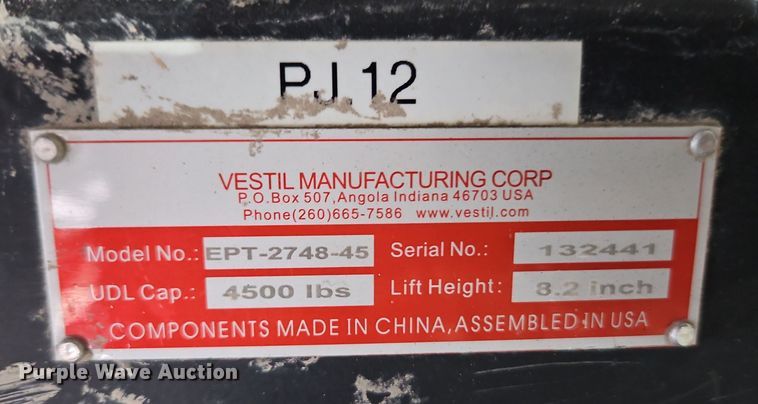 PJ.12
VESTIL MANUFACTURING CORP
P.O.Box 507,Angola Indiana 46703 USA
Phone(260)665-7586 www.vestil.com
Model No.: EPT-2748-45 Serial No.: 132441
UDL Cap.: 4500 lbs Lift Height: 8.2 inch
COMPONENTS MADE IN CHINA, ASSEMBLED IN USA
Purple Wave Auction